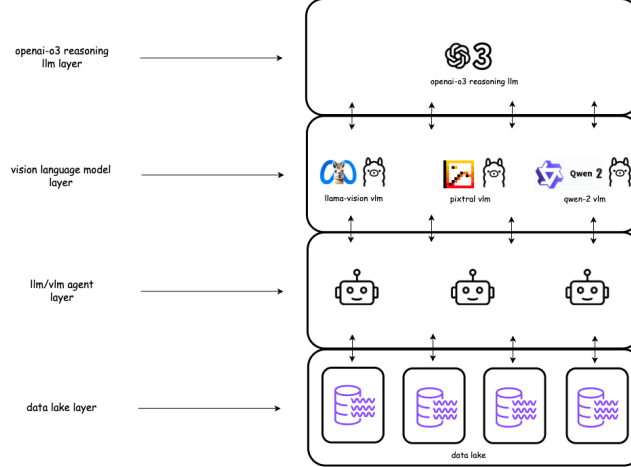 openai-o3 reasoning
llm layer
3
openai-o3 reasoning llm
vision language model
layer
Qwen 2
llama-vision vlm
pixtral vlm
qwen-2 vlm
llm/vlm agent
layer
data lake layer
data lake